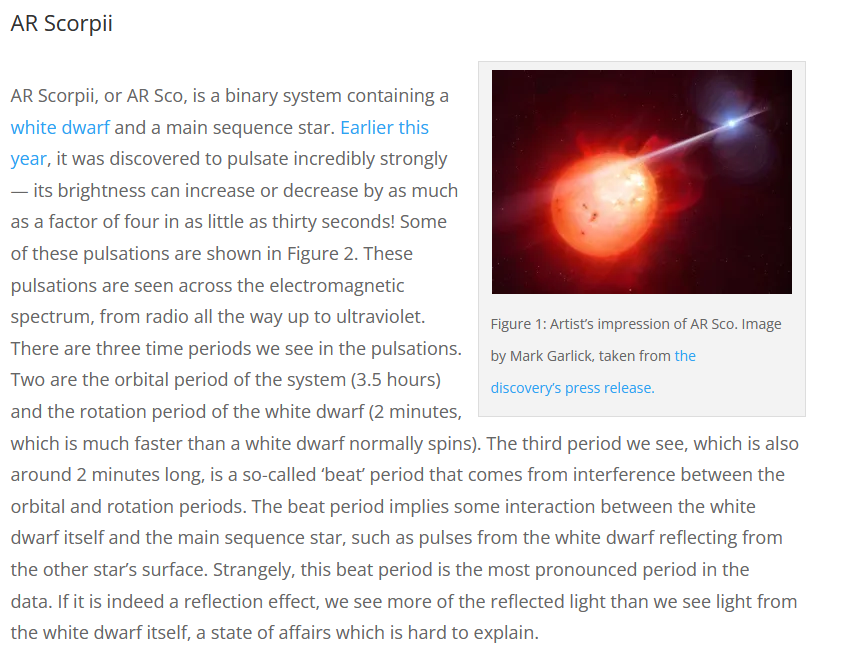 AR Scorpii
AR Scorpii, or AR Sco, is a binary system containing a
white dwarf and a main sequence star. Earlier this
year, it was discovered to pulsate incredibly strongly
— its brightness can increase or decrease by as much
as a factor of four in as little as thirty seconds! Some
of these pulsations are shown in Figure 2. These
pulsations are seen across the electromagnetic
spectrum, from radio all the way up to ultraviolet.
There are three time periods we see in the pulsations.
Two are the orbital period of the system (3.5 hours)
and the rotation period of the white dwarf (2 minutes,
which is much faster than a white dwarf normally spins). The third period we see, which is also
around 2 minutes long, is a so-called ‘beat’ period that comes from interference between the
orbital and rotation periods. The beat period implies some interaction between the white
dwarf itself and the main sequence star, such as pulses from the white dwarf reflecting from
the other star’s surface. Strangely, this beat period is the most pronounced period in the
data. If it is indeed a reflection effect, we see more of the reflected light than we see light from
the white dwarf itself, a state of affairs which is hard to explain.
Figure 1: Artist’s impression of AR Sco. Image
by Mark Garlick, taken from the
discovery’s press release.